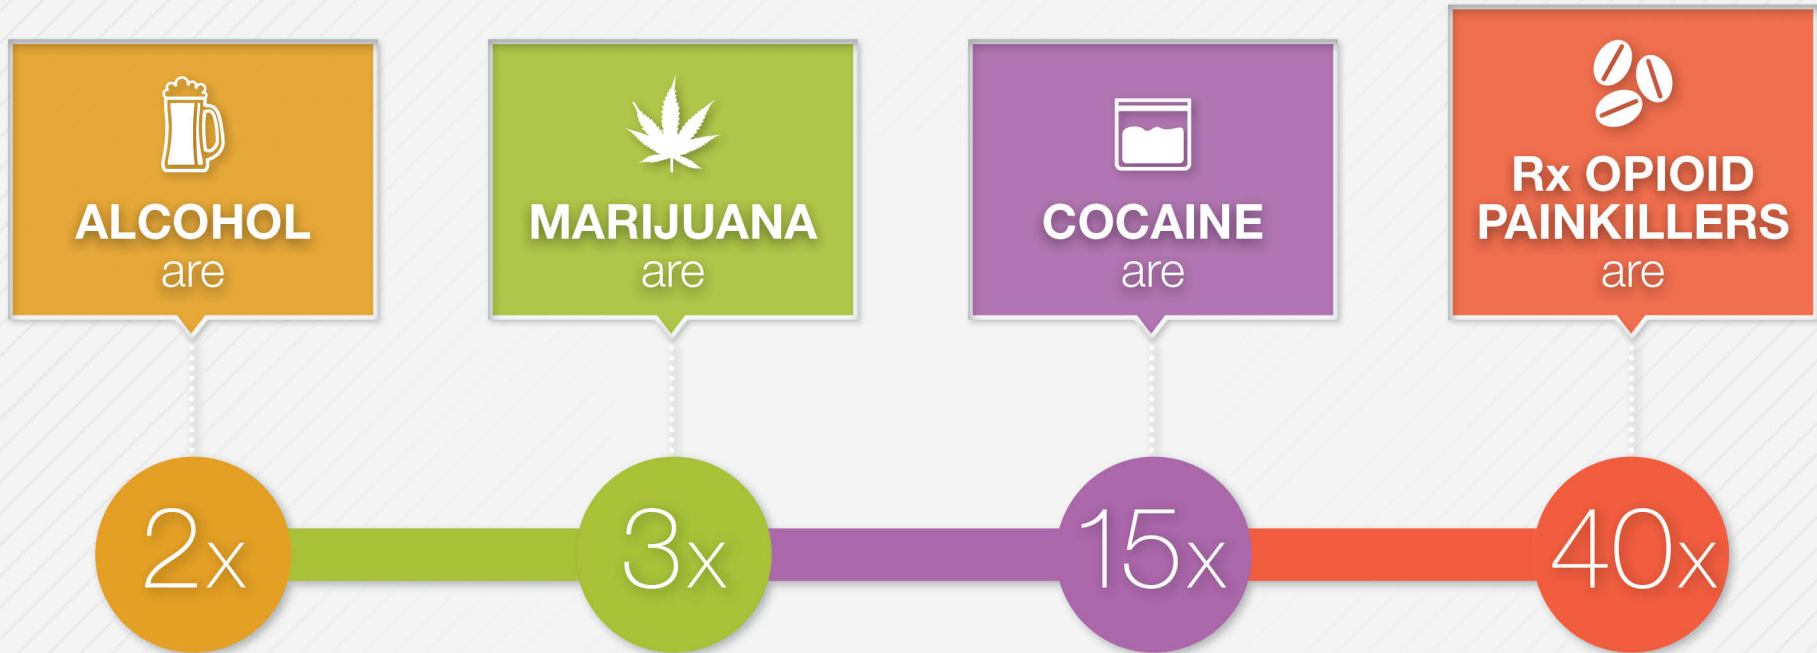 ALCOHOL
are
MARIJUANA
are
COCAINE
are
Rx OPIOID
PAINKILLERS
are
2x
3x
15x
40x